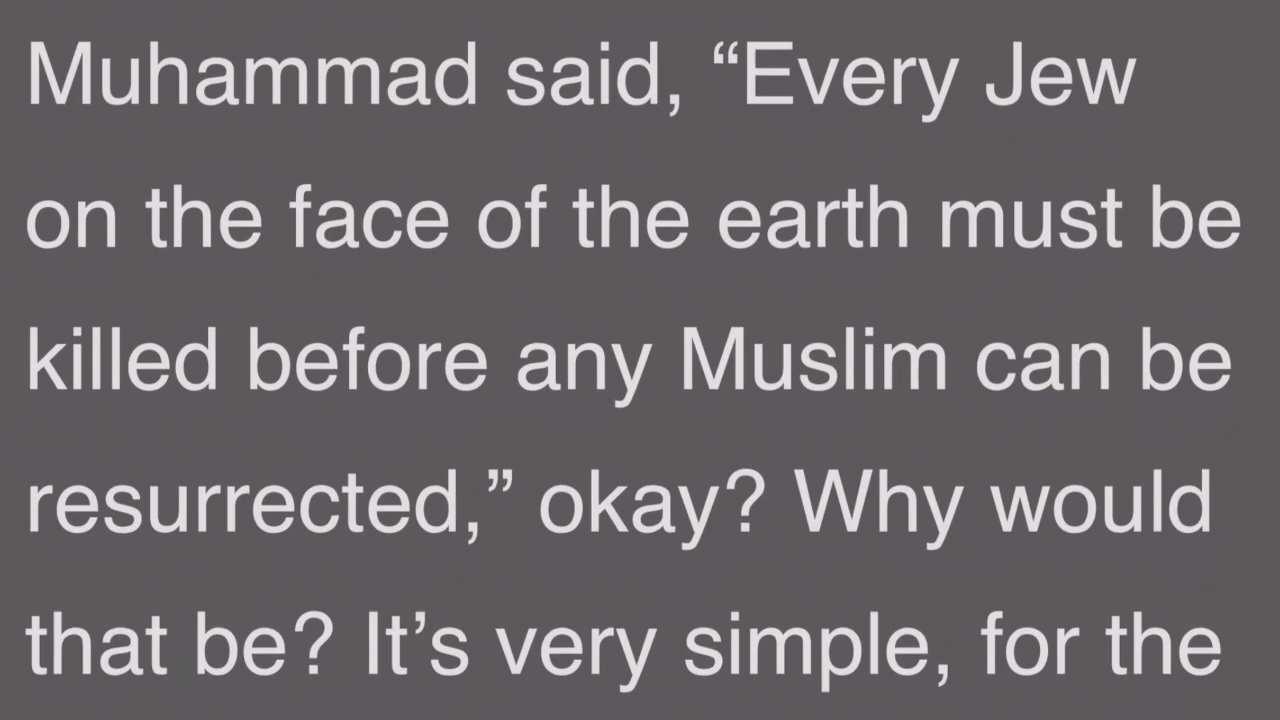 Muhammad said, “Every Jew
on the face of the earth must be
killed before any Muslim can be
resurrected,” okay? Why would
that be? It’s very simple, for the